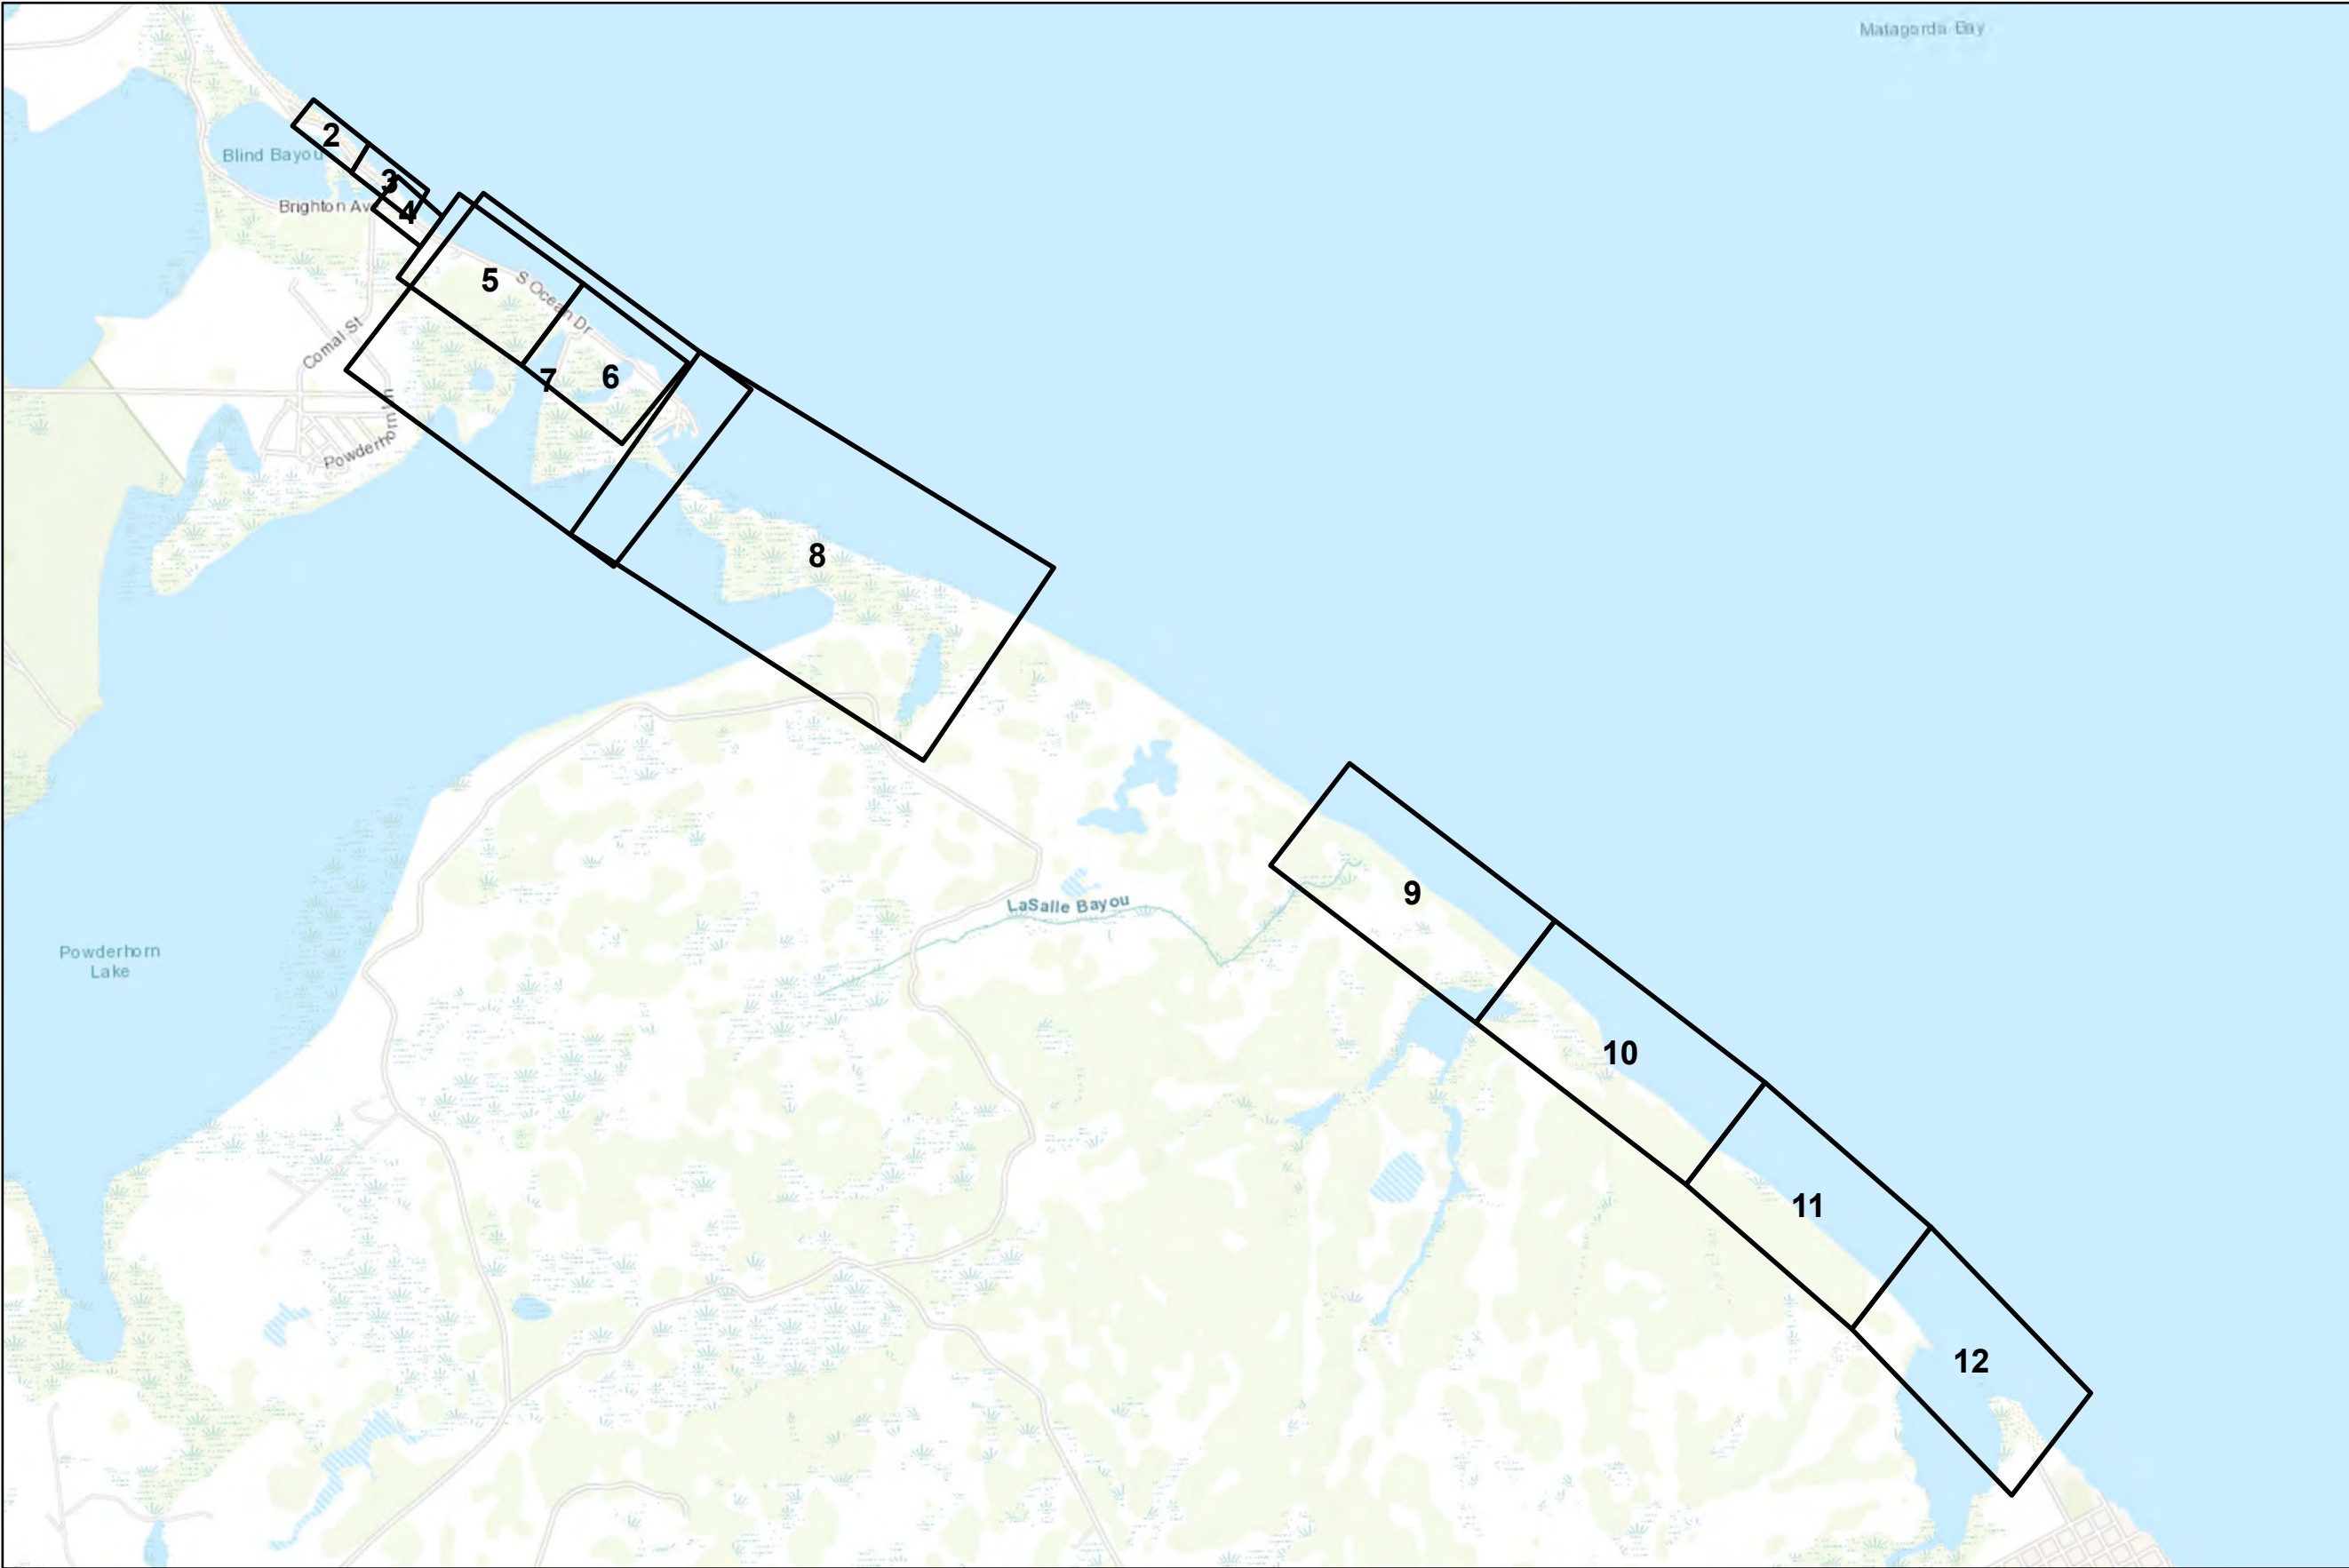 Matagorda Bay
2
Blind Bayou
3
Brighton Av
4
5
S Ocean Dr
Comal St
7
6
Powderhorn
8
9
LaSalle Bayou
Powderhorn
Lake
10
11
12